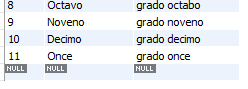 8 Octavo grado octabo
9 Noveno grado noveno
10 Decimo grado decimo
11 Once grado once
NULL NULL NULL